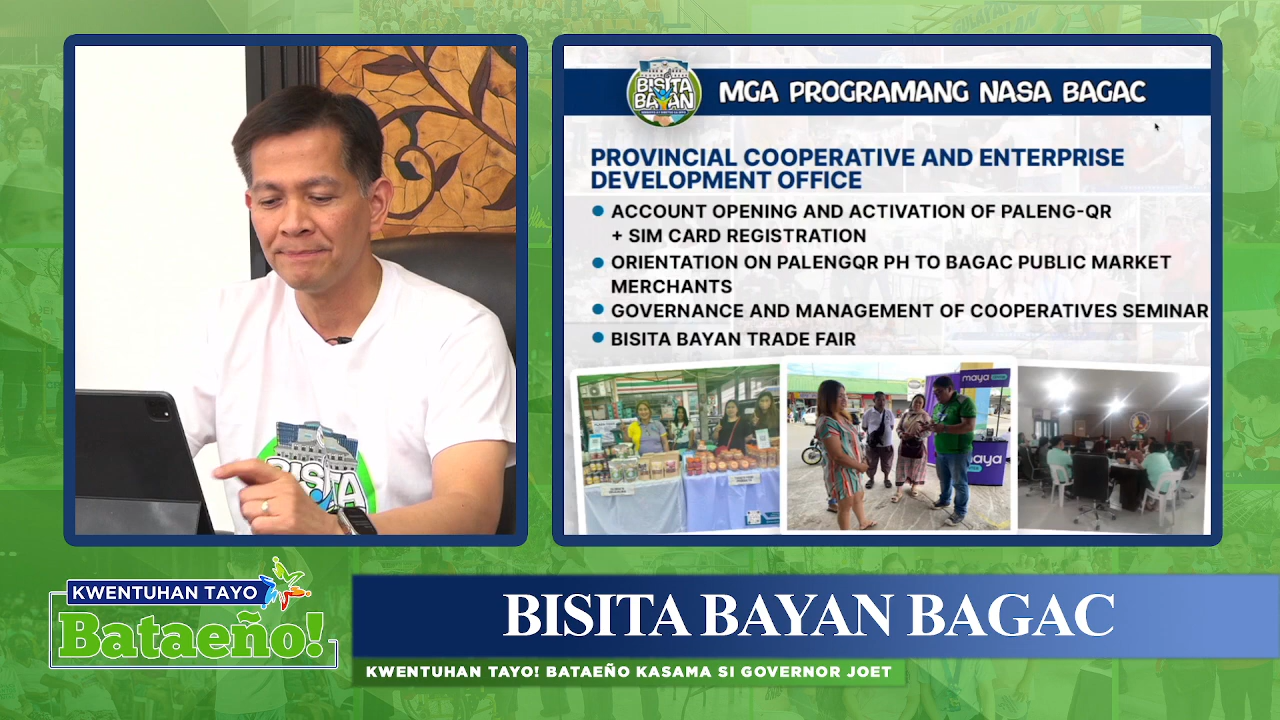 BISITA
BISITA
BAYAN
MGA PROGRAMANG NASA BAGAC
PROVINCIAL COOPERATIVE AND ENTERPRISE
DEVELOPMENT OFFICE
ACCOUNT OPENING AND ACTIVATION OF PALENG-QR
+ SIM CARD REGISTRATION
ORIENTATION ON PALENGQR PH TO BAGAC PUBLIC MARKET
MERCHANTS
GOVERNANCE AND MANAGEMENT OF COOPERATIVES SEMINAR
BISITA BAYAN TRADE FAIR
maya
maya
KWENTUHAN TAYO
Bataeño!
BISITA BAYAN BAGAC
KWENTUHAN TAYO! BATAEÑO KASAMA SI GOVERNOR JOET